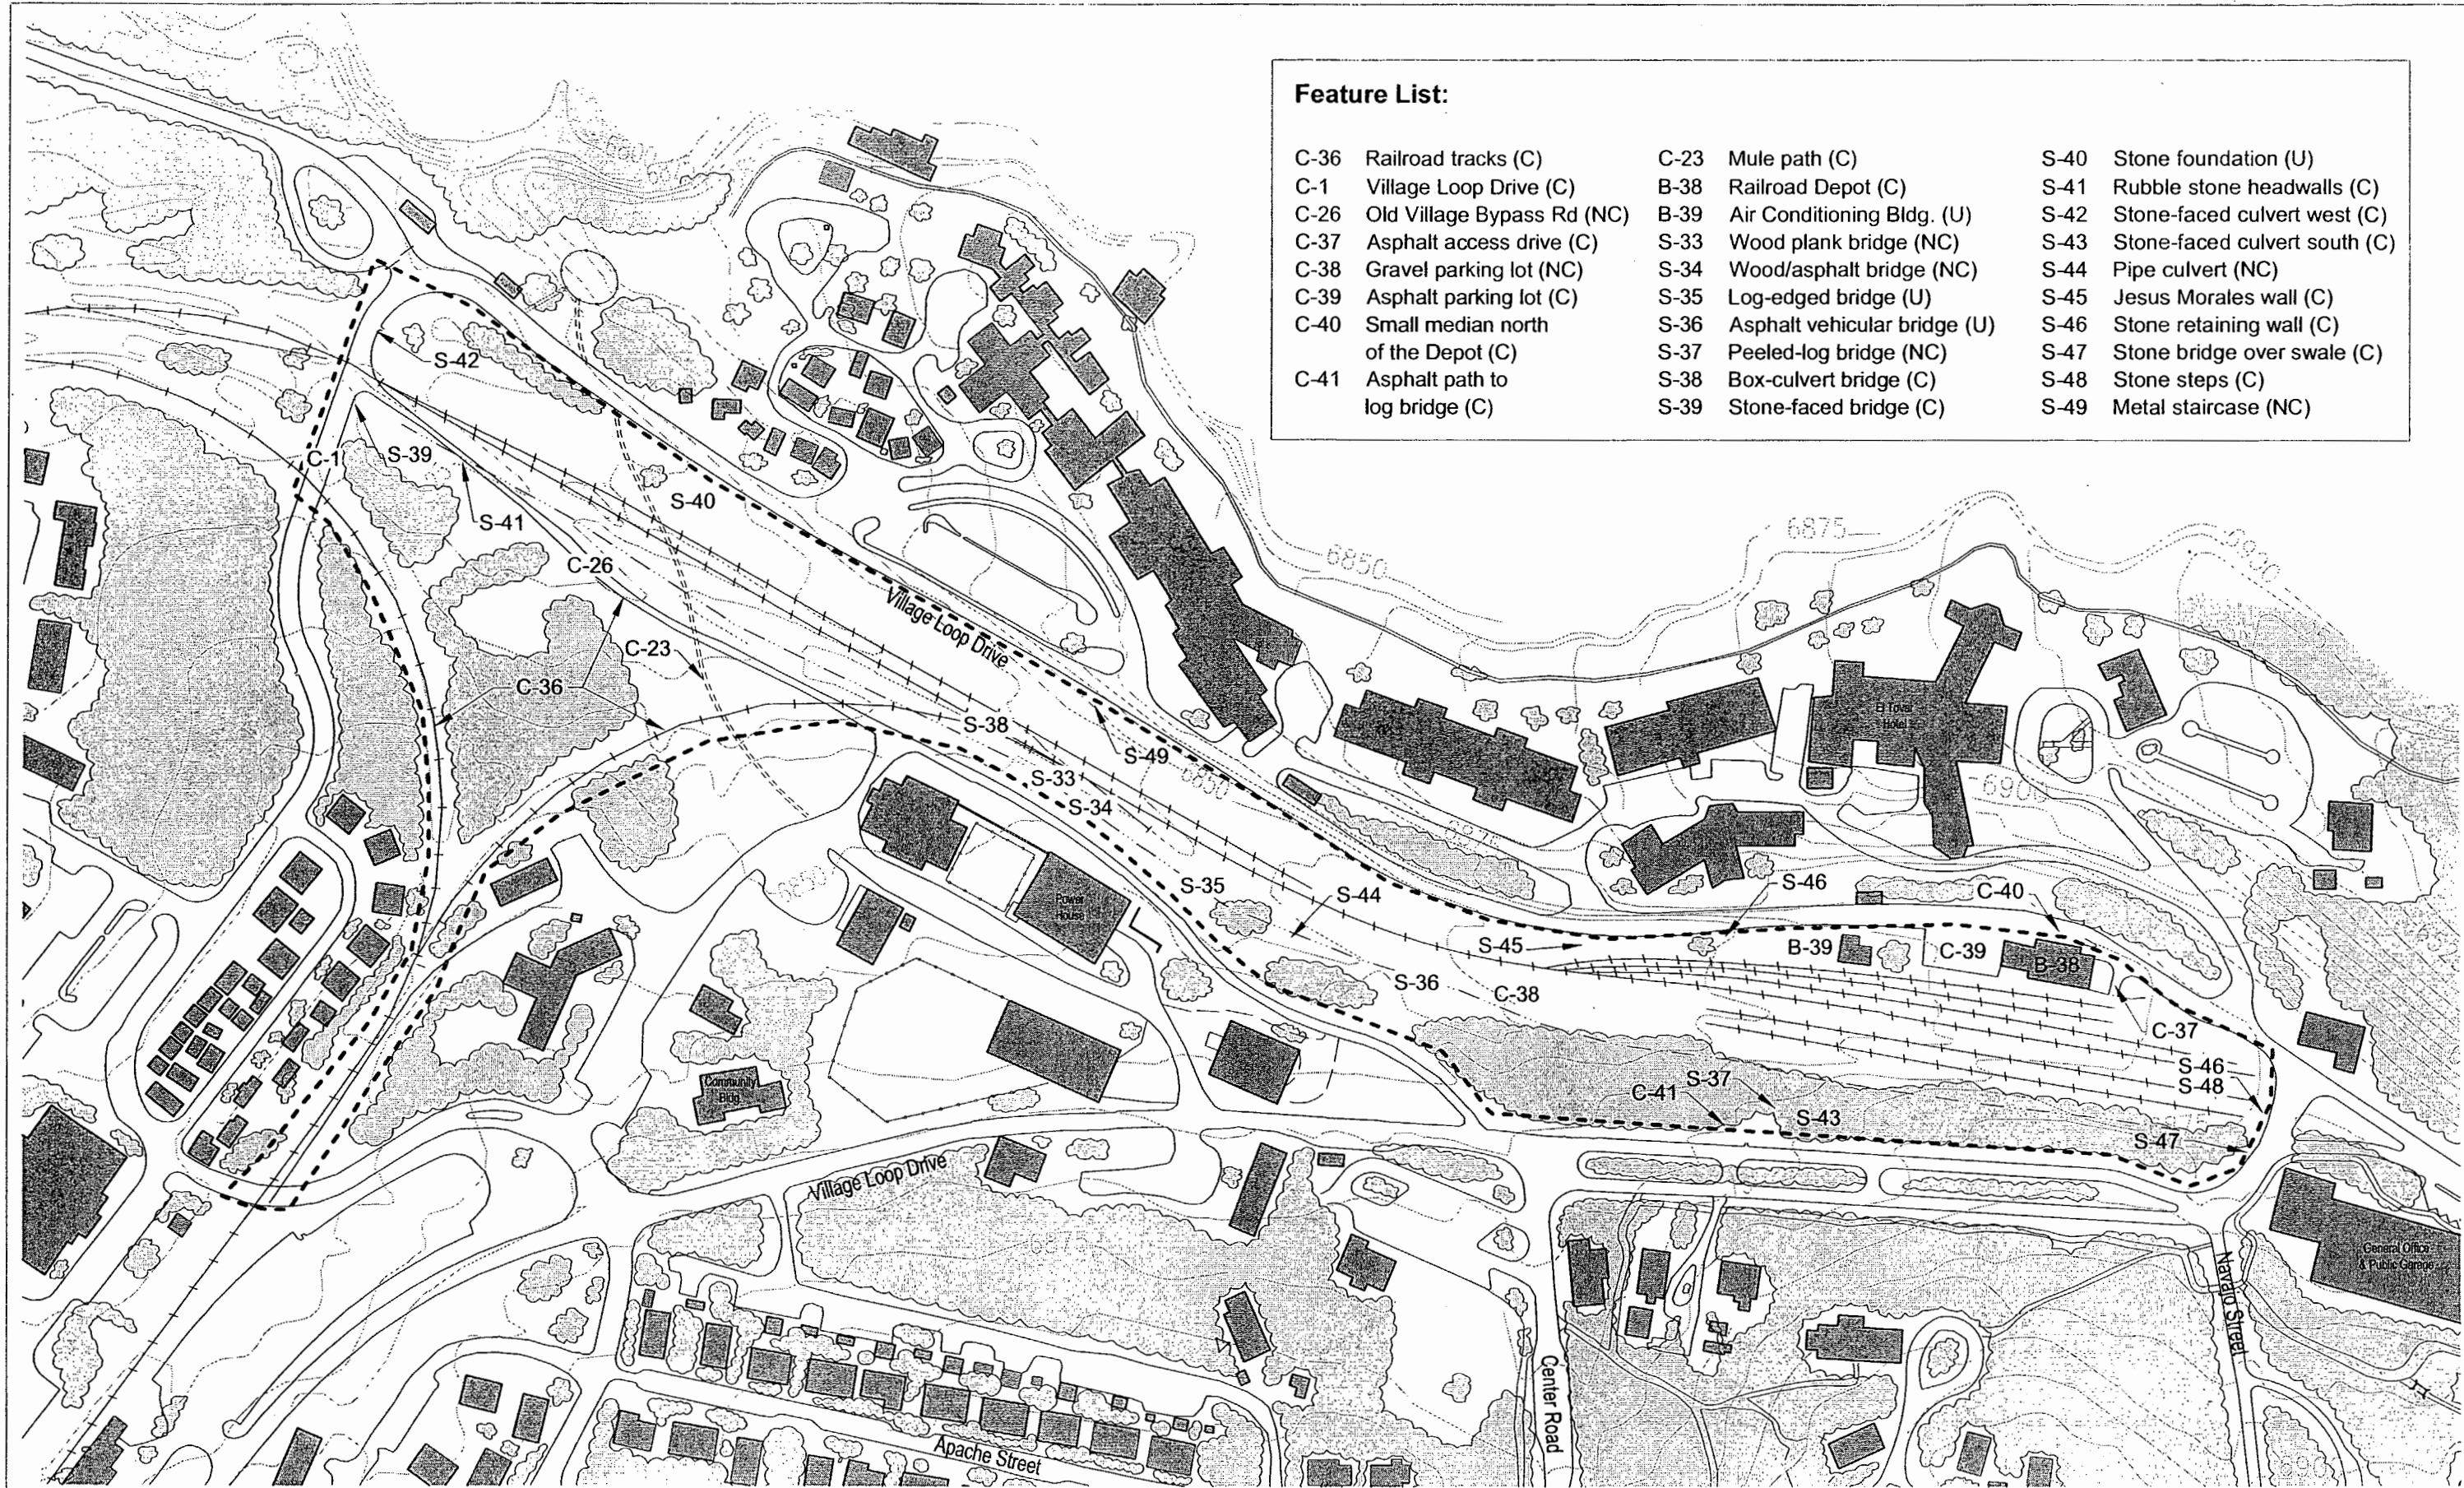 Feature List:
C-36 Railroad tracks (C)
C-1 Village Loop Drive (C)
C-26 Old Village Bypass Rd (NC)
C-37 Asphalt access drive (C)
C-38 Gravel parking lot (NC)
C-39 Asphalt parking lot (C)
C-40 Small median north
of the Depot (C)
C-41 Asphalt path to
log bridge (C)
C-23 Mule path (C)
B-38 Railroad Depot (C)
B-39 Air Conditioning Bldg. (U)
S-33 Wood plank bridge (NC)
S-34 Wood/asphalt bridge (NC)
S-35 Log-edged bridge (U)
S-36 Asphalt vehicular bridge (U)
S-37 Peeled-log bridge (NC)
S-38 Box-culvert bridge (C)
S-39 Stone-faced bridge (C)
S-40 Stone foundation (U)
S-41 Rubble stone headwalls (C)
S-42 Stone-faced culvert west (C)
S-43 Stone-faced culvert south (C)
S-44 Pipe culvert (NC)
S-45 Jesus Morales wall (C)
S-46 Stone retaining wall (C)
S-47 Stone bridge over swale (C)
S-48 Stone steps (C)
S-49 Metal staircase (NC)
S-42
C-1
S-39
S-40
S-41
6850
6875
C-26
Village Loop Drive
C-23
C-36
S-38
El Tovar
Hotel
S-49
S-33
6850
S-34
6900
S-35
S-46
C-40
6850
Power
House
S-44
S-45
B-39
C-39
B-38
S-36
C-38
C-37
S-46
Community
Bldg.
S-37
S-48
C-41
S-43
S-47
Village Loop Drive
General Office
& Public Garage
Navajo Street
Center Road
Apache Street